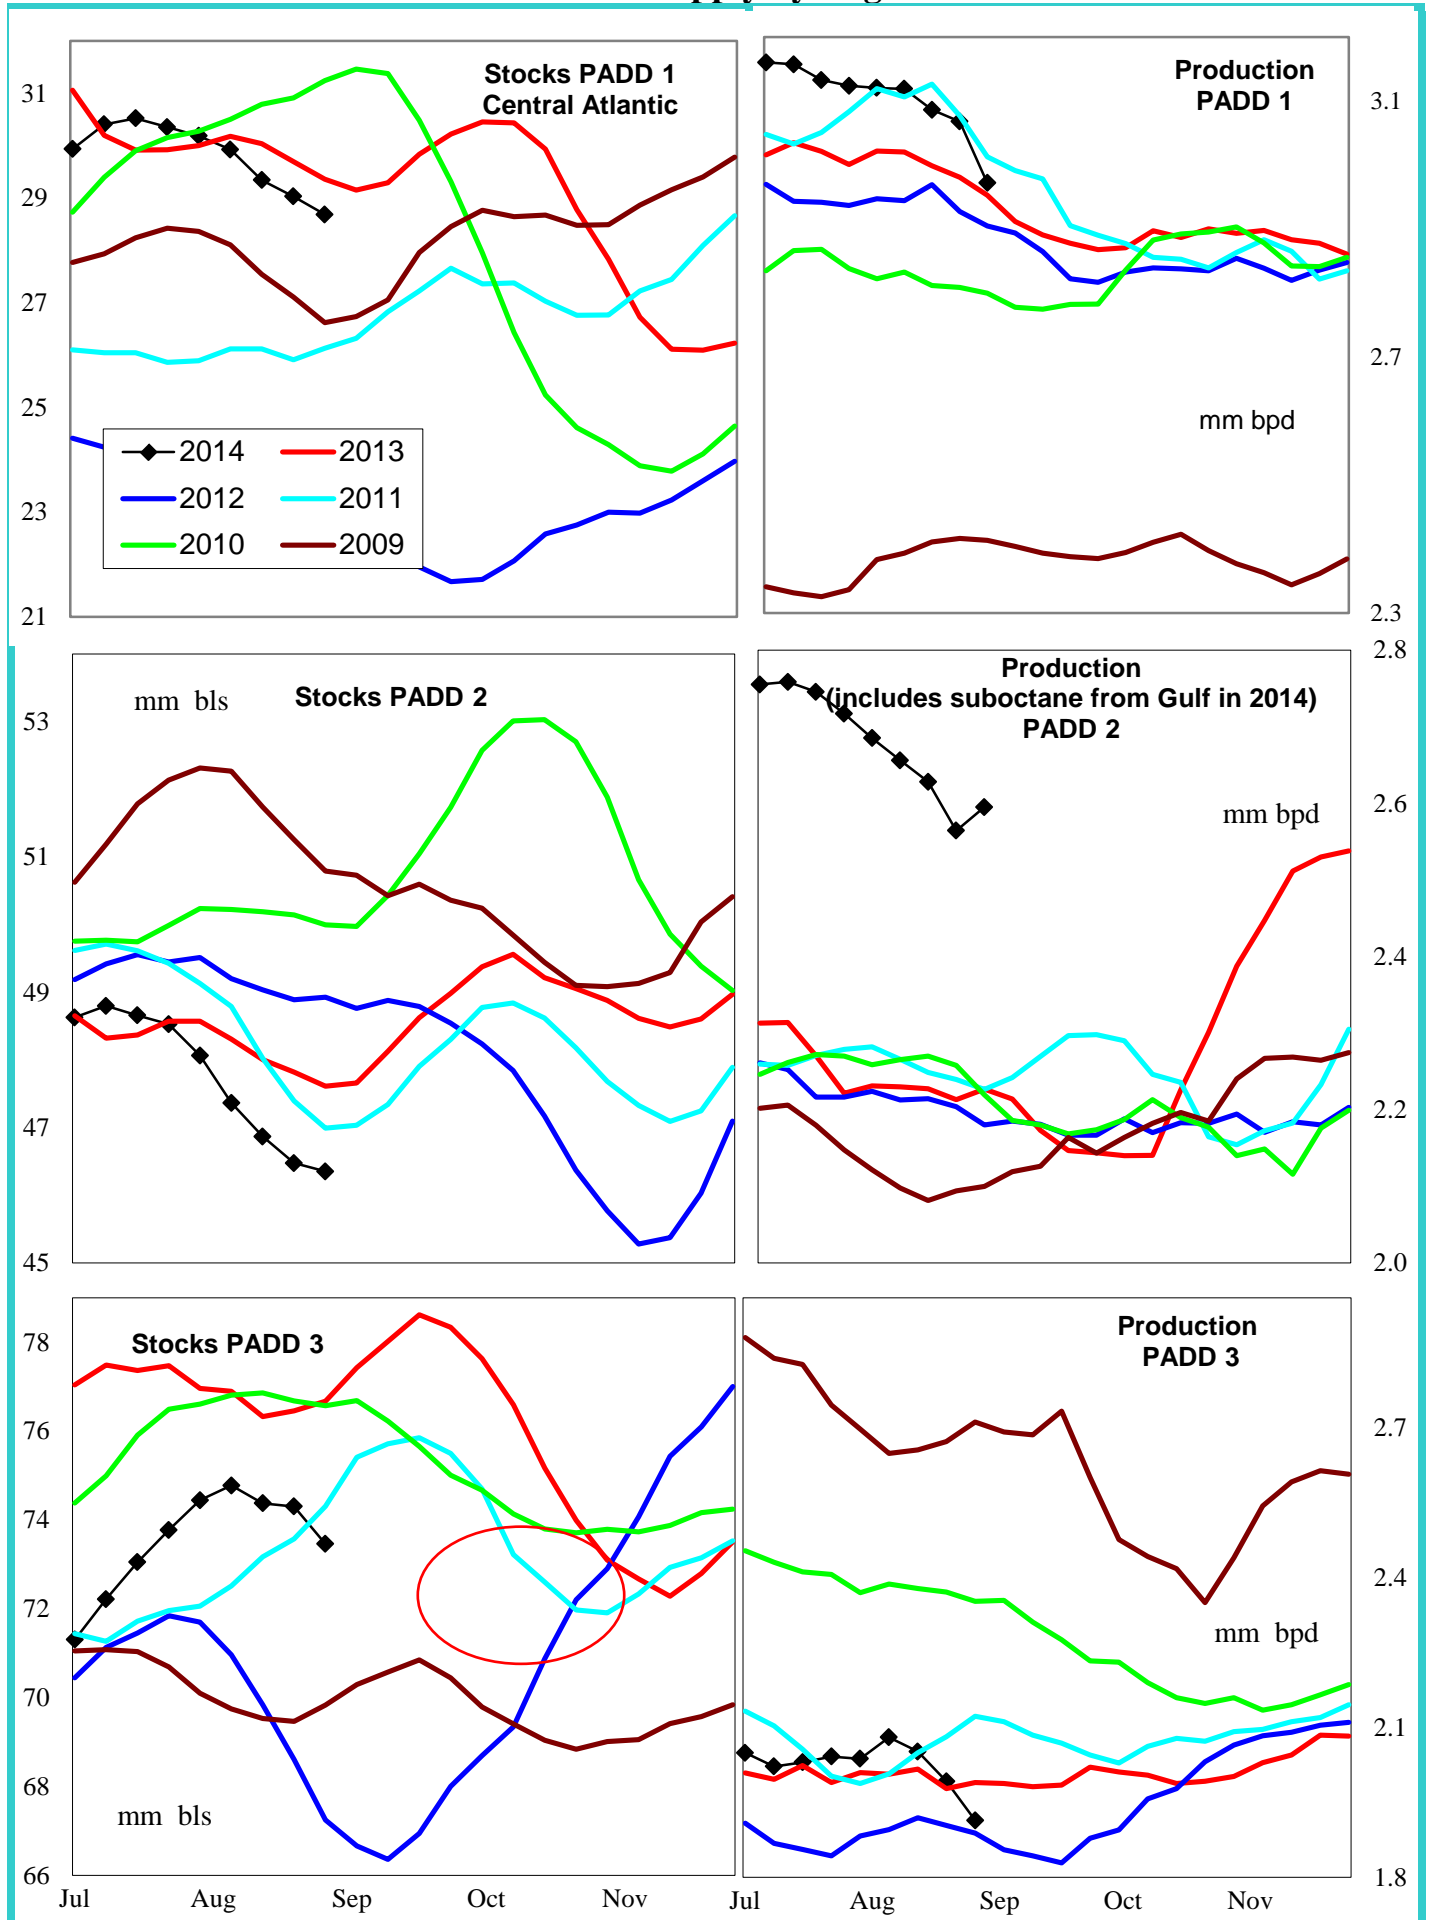 Stocks PADD 1
Central Atlantic
31
29
27
25
23
21
2014
2013
2012
2011
2010
2009
Production
PADD 1
mm bpd
3.1
2.7
2.3
mm bls
Stocks PADD 2
53
51
49
47
45
Production
(includes suboctane from Gulf in 2014)
PADD 2
mm bpd
2.8
2.6
2.4
2.2
2.0
Stocks PADD 3
mm bls
78
76
74
72
70
68
66
Jul Aug Sep Oct Nov
Production
PADD 3
mm bpd
2.7
2.4
2.1
1.8
Jul Aug Sep Oct Nov